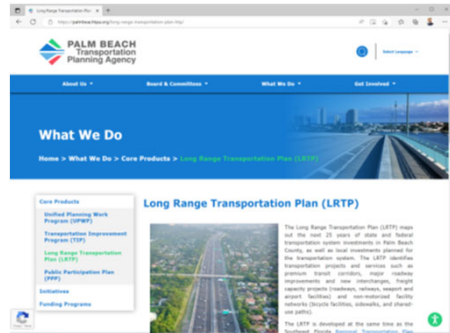 Long Range Transportation Plan (L
https://palmbeachtpa.org/long-range-transportation-plan-lrtp/
PALM BEACH
Transportation
Planning Agency
Select Language
About Us
Board & Committees
What We Do
Get Involved
What We Do
Home > What We Do > Core Products > Long Range Transportation Plan (LRTP)
Core Products
Unified Planning Work
Program (UPWP)
Transportation Improvement
Program (TIP)
Long Range Transportation
Plan (LRTP)
Public Participation Plan
(PPP)
Initiatives
Funding Programs
Long Range Transportation Plan (LRTP)
The Long Range Transportation Plan (LRTP) maps
out the next 25 years of state and federal
transportation system investments in Palm Beach
County, as well as local investments planned for
the transportation system. The LRTP identifies
transportation projects and services such as
premium transit corridors, major roadway
improvements and new interchanges, freight
capacity projects (roadways, railways, seaport and
airport facilities) and non-motorized facility
networks (bicycle facilities, sidewalks, and shared-
use paths).
The LRTP is developed at the same time as the
Southeast Florida Regional Transportation Plan